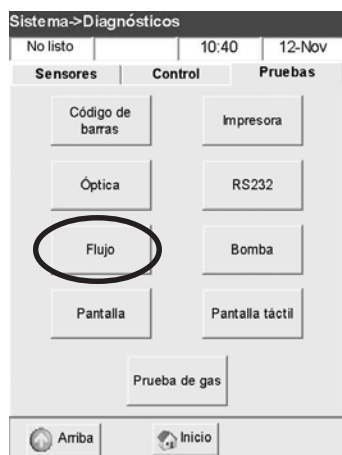 Sistema->Diagnósticos
No listo 10:40 12-Nov
Sensores Control Pruebas
Código de
barras
Impresora
Óptica RS232
Flujo Bomba
Pantalla Pantalla táctil
Prueba de gas
Arriba Inicio